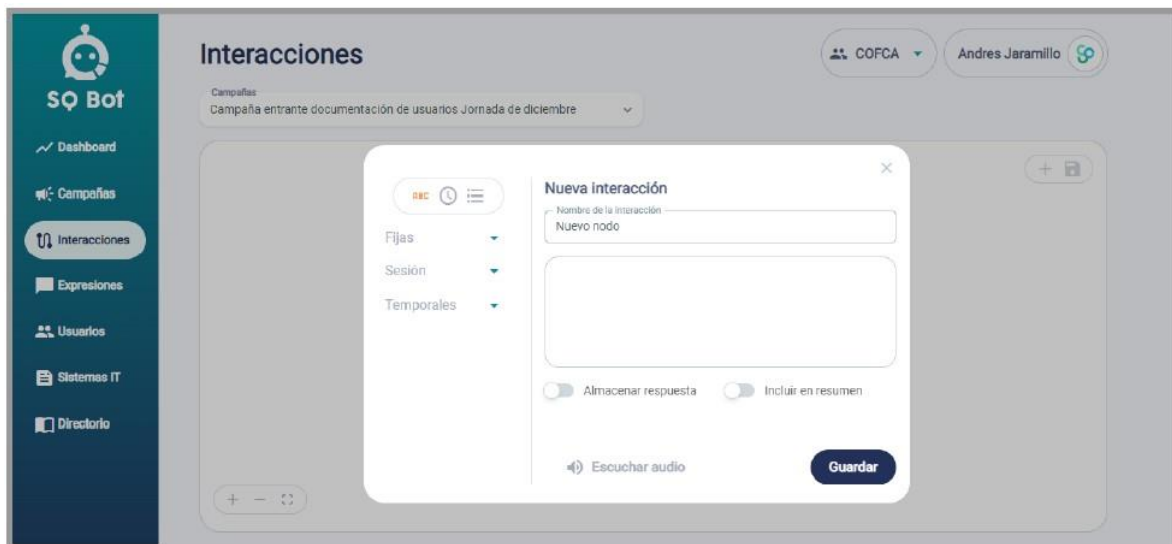 SQ Bot
Dashboard
Campañas
Interacciones
Expresiones
Usuarios
Sistemas IT
Directorio
Interacciones
COFCA
Andres Jaramillo
Campañas
Campaña entrante documentación de usuarios Jornada de diciembre
ABC
Fijas
Sesión
Temporales
Nueva interacción
Nombre de la interacción
Nuevo nodo
Almacenar respuesta
Incluir en resumen
Escuchar audio
Guardar